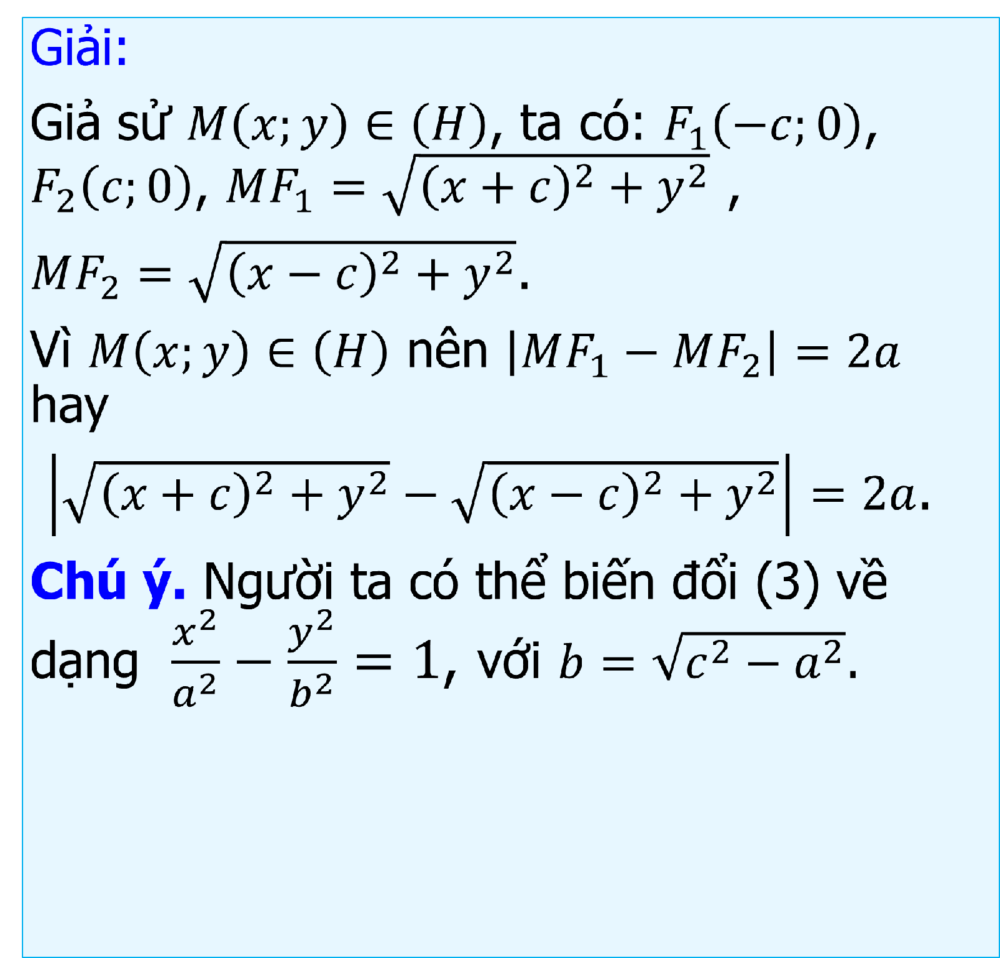 Giải:
Giả sử $M(x; y) \in (H)$, ta có: $F_1(-c; 0)$,
$F_2(c; 0)$, $MF_1 = \sqrt{(x + c)^2 + y^2}$ ,
$MF_2 = \sqrt{(x - c)^2 + y^2}$.
Vì $M(x; y) \in (H)$ nên $|MF_1 - MF_2| = 2a$
hay
$\left|\sqrt{(x + c)^2 + y^2} - \sqrt{(x - c)^2 + y^2}\right| = 2a.$
Chú ý. Người ta có thể biến đổi (3) về
dạng $\frac{x^2}{a^2} - \frac{y^2}{b^2} = 1$, với $b = \sqrt{c^2 - a^2}$.